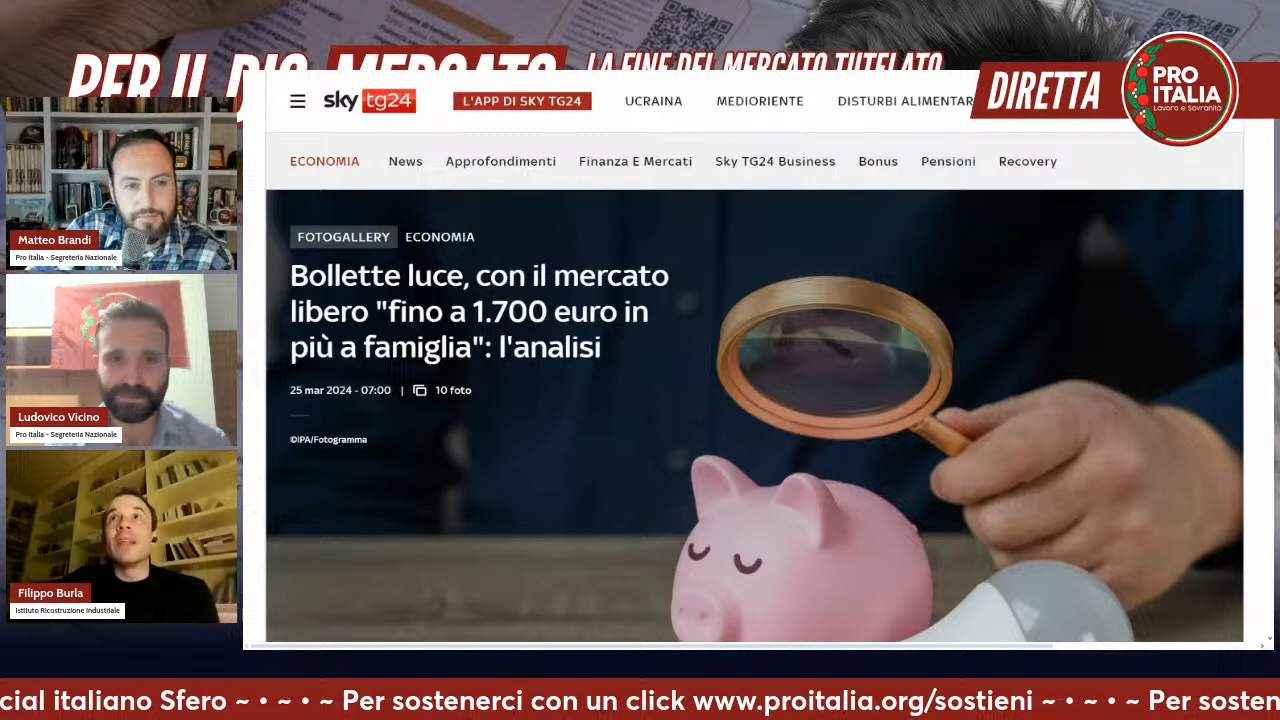 PER IL DIO MERCATO
LA FINE DEL MERCATO TUTELATO
DIRETTA
PRO
ITALIA
Lavoro e Sovranità
sky tg24
L'APP DI SKY TG24
UCRAINA
MEDIORIENTE
DISTURBI ALIMENTAR
ECONOMIA
News
Approfondimenti
Finanza E Mercati
Sky TG24 Business
Bonus
Pensioni
Recovery
FOTOGALLERY ECONOMIA
Bollette luce, con il mercato
libero "fino a 1.700 euro in
più a famiglia": l'analisi
25 mar 2024 - 07:00 | 10 foto
©IPA/Fotogramma
Matteo Brandi
Pro Italia - Segreteria Nazionale
Ludovico Vicino
Pro Italia - Segreteria Nazionale
Filippo Burla
Istituto Ricostruzione Industriale
cial italiano Sfero ~ • ~ • ~ Per sostenerci con un click www.proitalia.org/sostieni ~ • ~ • ~ Per sosten